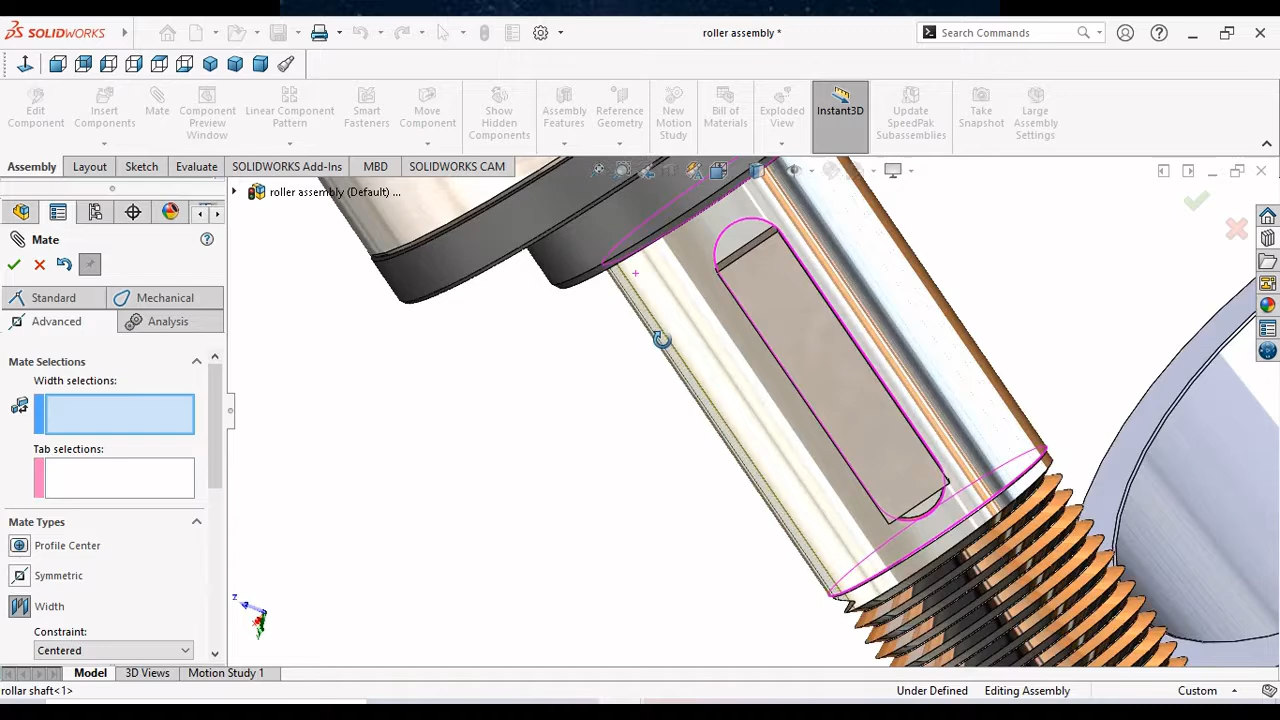 SOLIDWORKS
roller assembly *
Search Commands
Edit Component
Insert Components
Mate
Component Preview Window
Linear Component Pattern
Smart Fasteners
Move Component
Show Hidden Components
Assembly Features
Reference Geometry
New Motion Study
Bill of Materials
Exploded View
Instant3D
Update SpeedPak Subassemblies
Take Snapshot
Large Assembly Settings
Assembly Layout Sketch Evaluate SOLIDWORKS Add-Ins MBD SOLIDWORKS CAM
roller assembly (Default) ...
Mate
Standard Mechanical
Advanced Analysis
Mate Selections
Width selections:
Tab selections:
Mate Types
Profile Center
Symmetric
Width
Constraint:
Centered
z
Model 3D Views Motion Study 1
rollar shaft<1> Under Defined Editing Assembly Custom